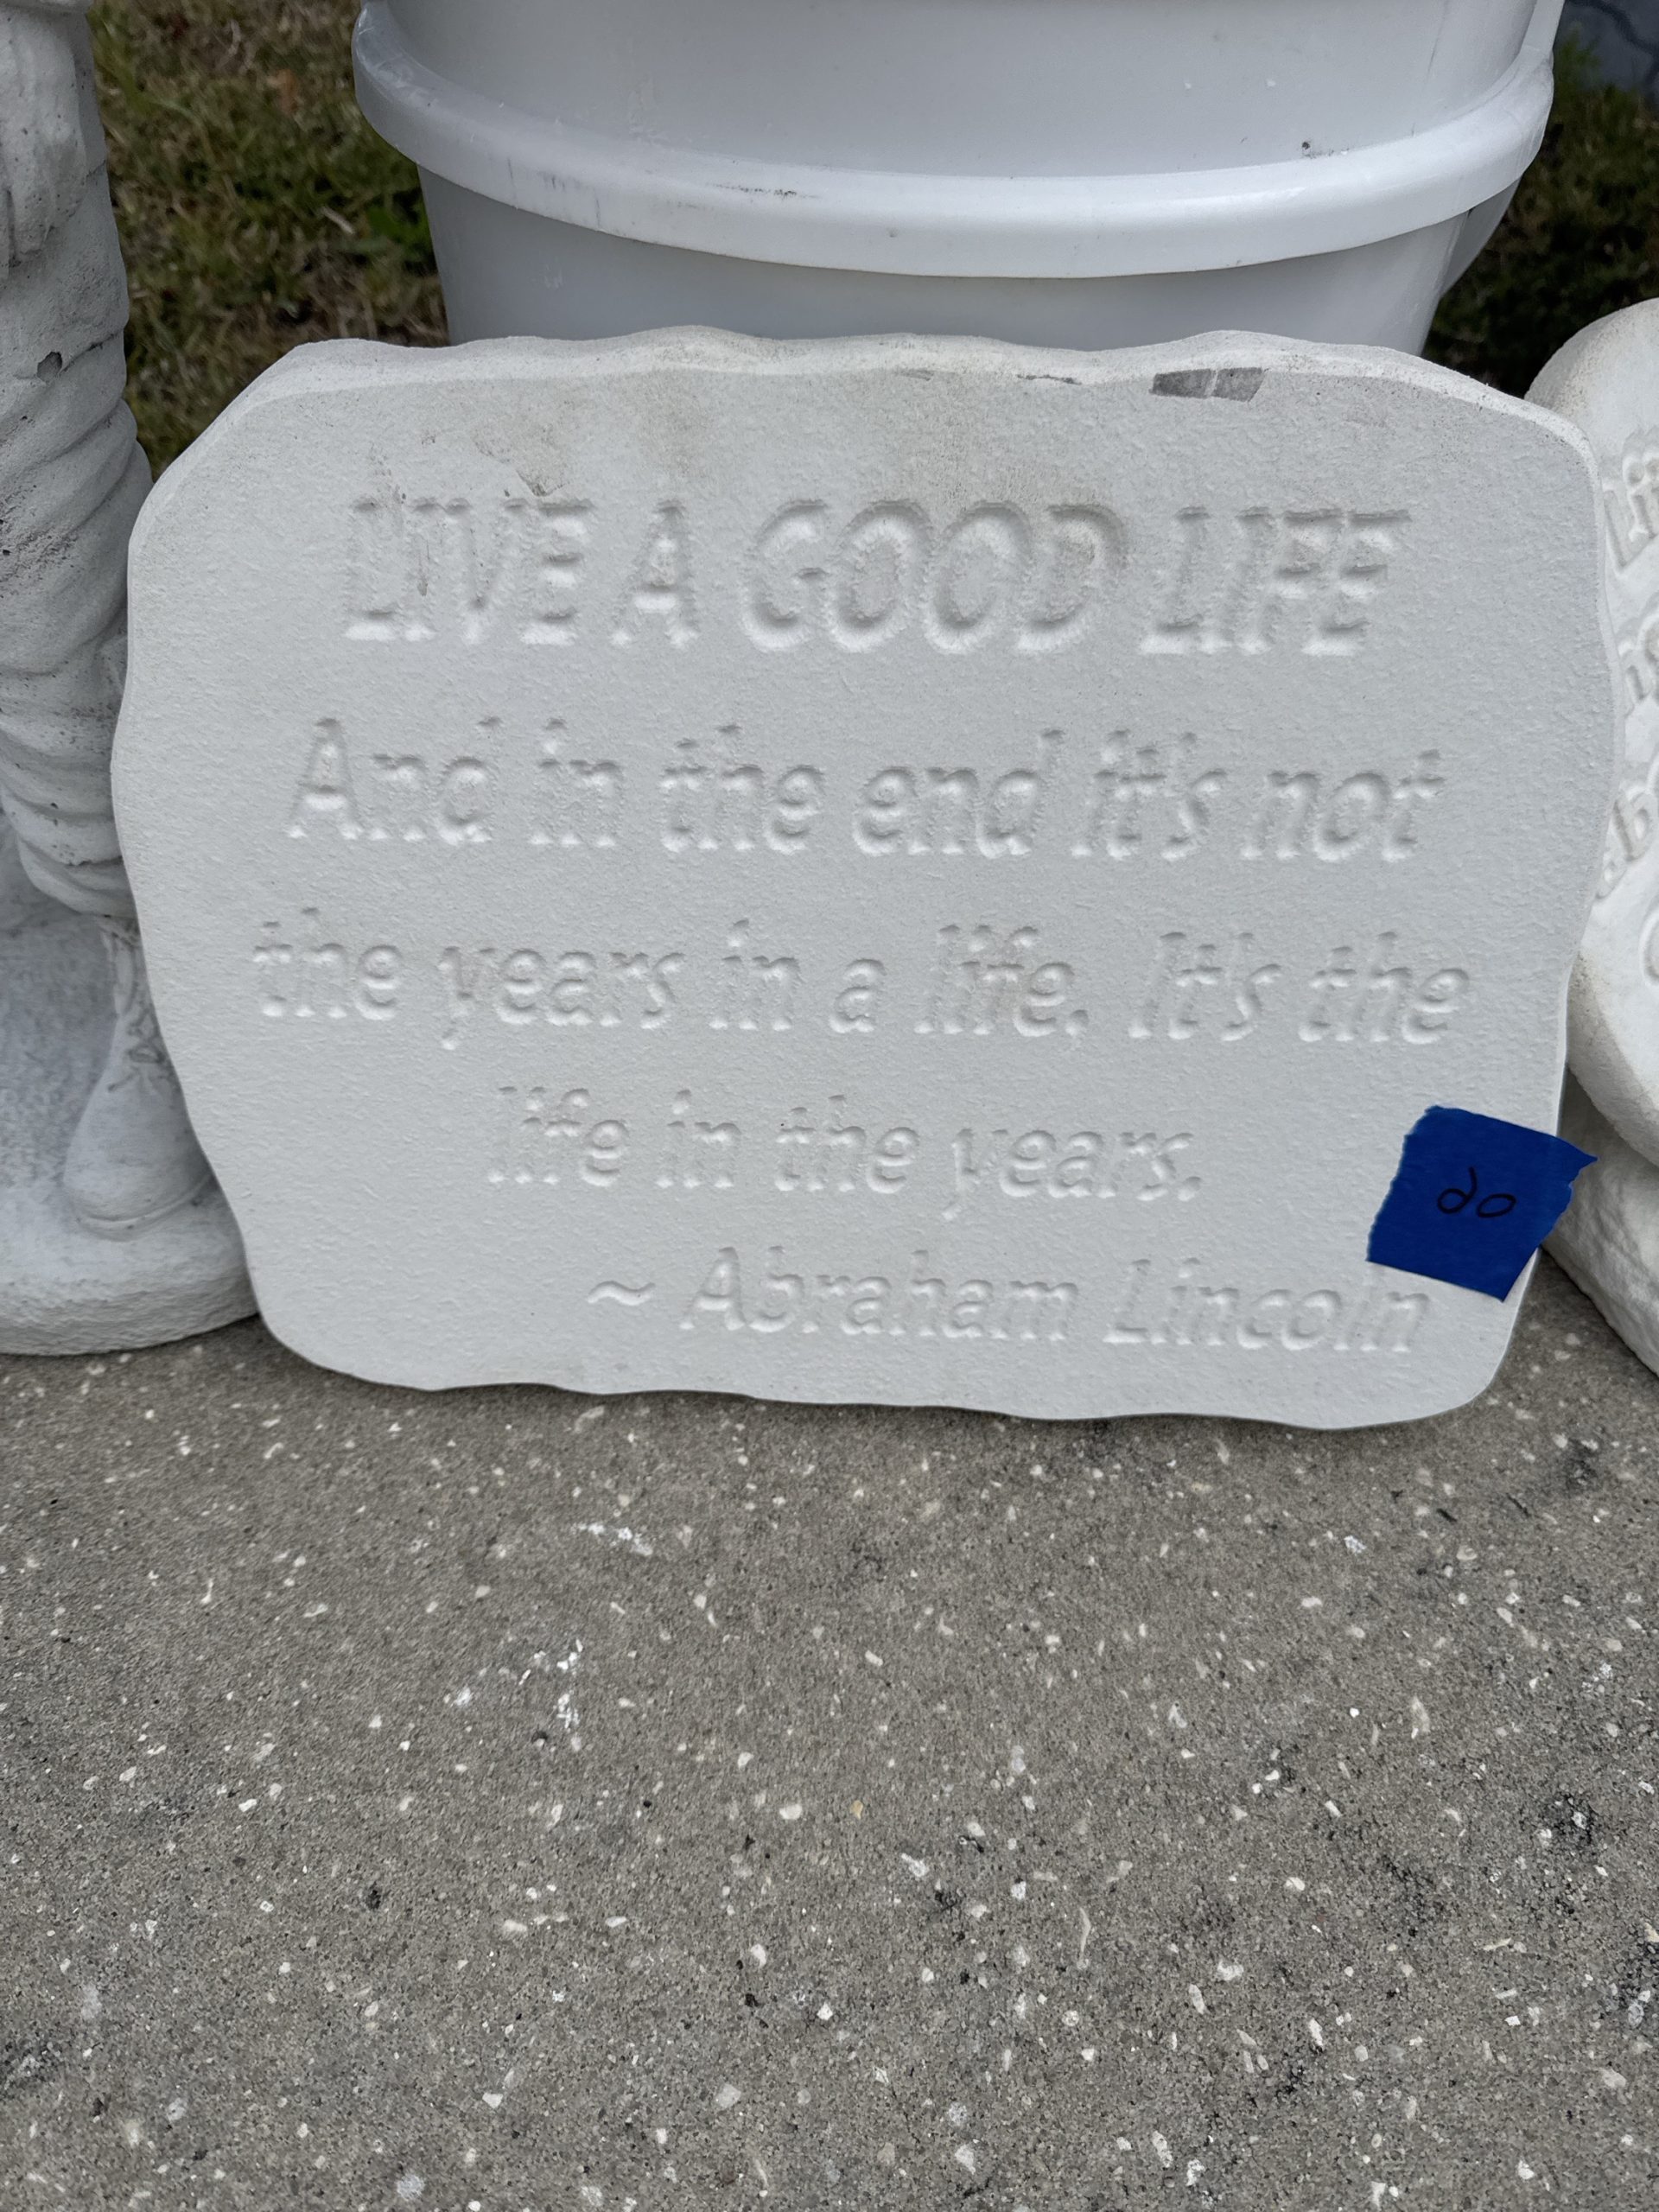 LIVE A GOOD LIFE
And in the end it's not
the years in a life, It's the
life in the years.
~ Abraham Lincoln